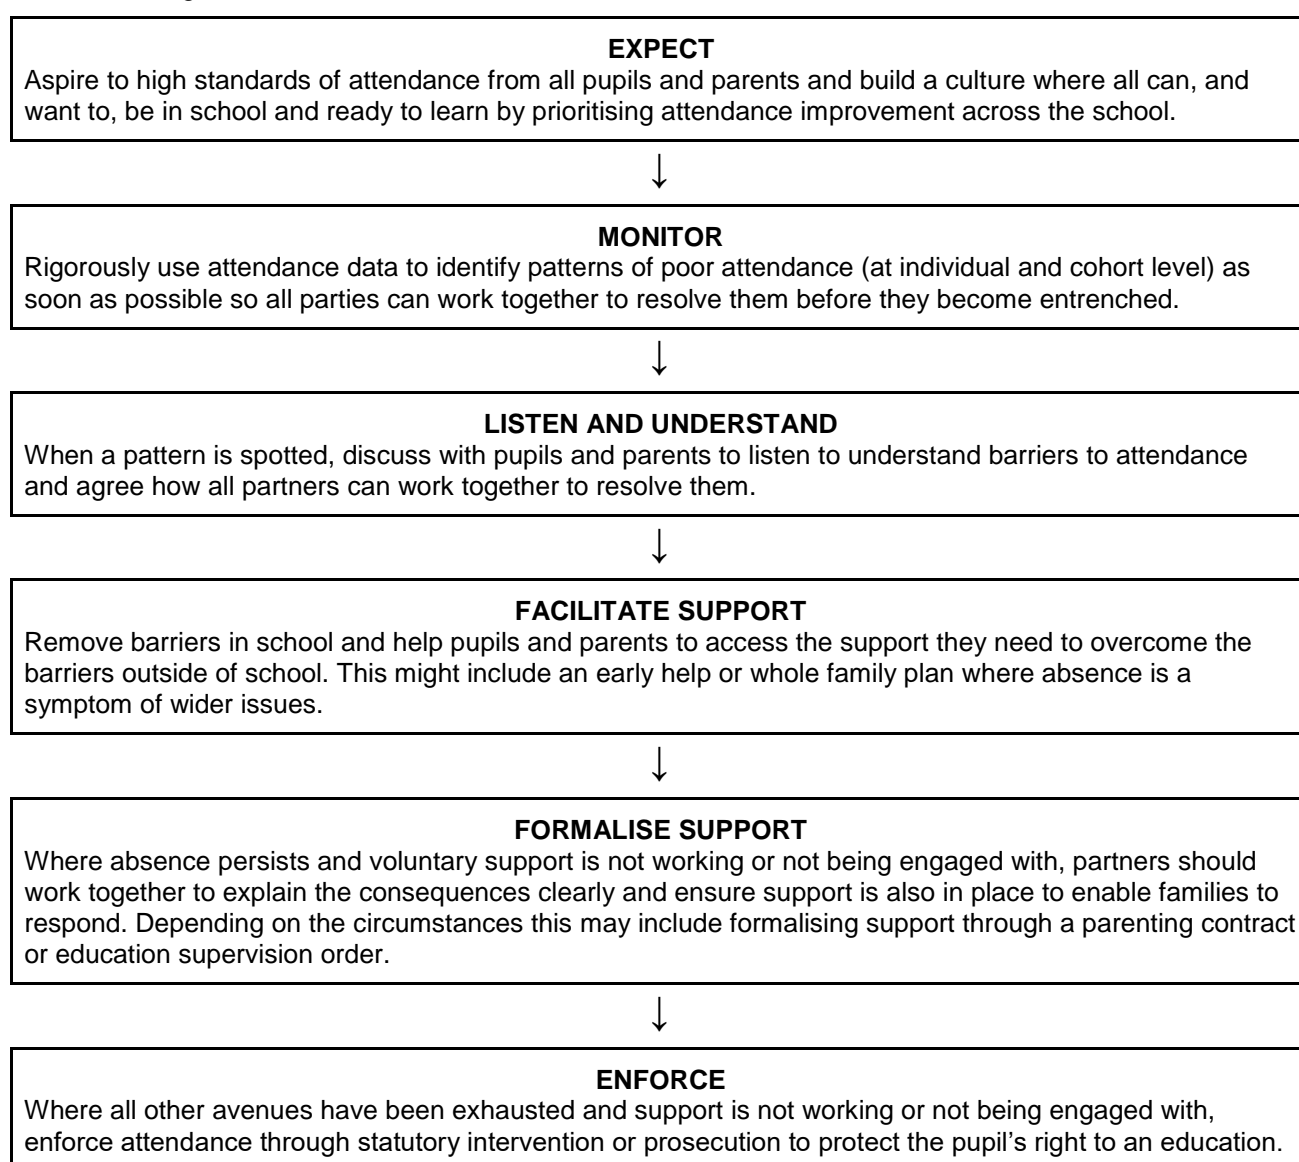 EXPECT
Aspire to high standards of attendance from all pupils and parents and build a culture where all can, and
want to, be in school and ready to learn by prioritising attendance improvement across the school.
↓
MONITOR
Rigorously use attendance data to identify patterns of poor attendance (at individual and cohort level) as
soon as possible so all parties can work together to resolve them before they become entrenched.
↓
LISTEN AND UNDERSTAND
When a pattern is spotted, discuss with pupils and parents to listen to understand barriers to attendance
and agree how all partners can work together to resolve them.
↓
FACILITATE SUPPORT
Remove barriers in school and help pupils and parents to access the support they need to overcome the
barriers outside of school. This might include an early help or whole family plan where absence is a
symptom of wider issues.
↓
FORMALISE SUPPORT
Where absence persists and voluntary support is not working or not being engaged with, partners should
work together to explain the consequences clearly and ensure support is also in place to enable families to
respond. Depending on the circumstances this may include formalising support through a parenting contract
or education supervision order.
↓
ENFORCE
Where all other avenues have been exhausted and support is not working or not being engaged with,
enforce attendance through statutory intervention or prosecution to protect the pupil’s right to an education.